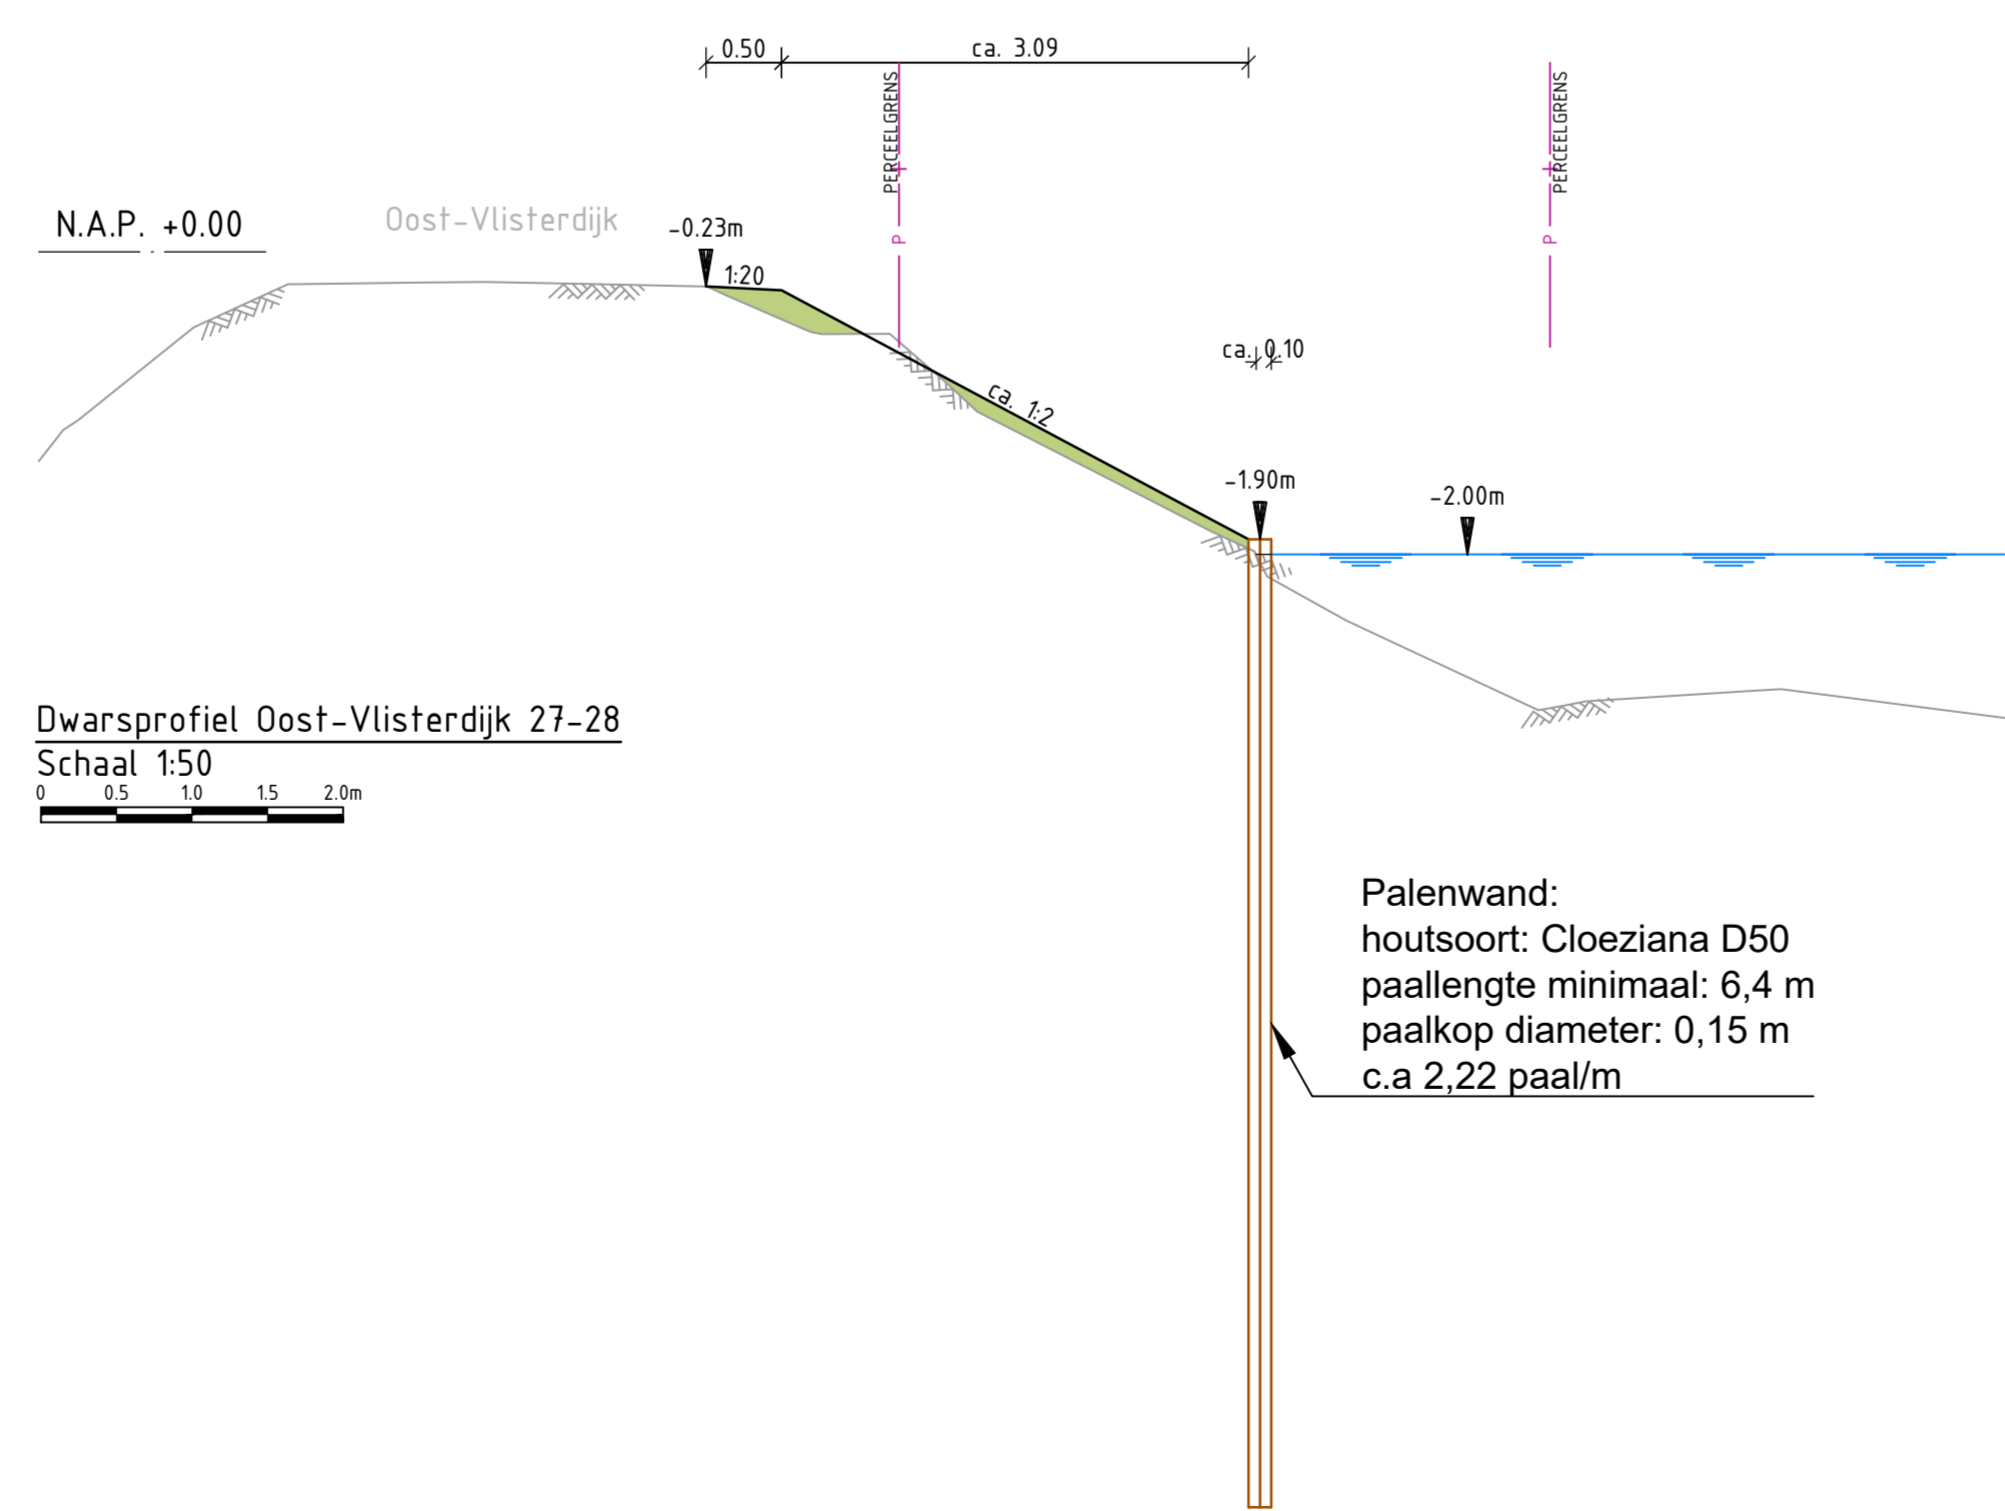 0.50
ca. 3.09
PERCEELGRENS
PERCEELGRENS
N.A.P. +0.00
Oost-Vlisterdijk
-0.23m
P
P
1:20
ca. 0.10
ca. 1:2
-1.90m
-2.00m
Dwarsprofiel Oost-Vlisterdijk 27-28
Schaal 1:50
0 0.5 1.0 1.5 2.0m
Palenwand:
houtsoort: Cloeziana D50
paallengte minimaal: 6,4 m
paalkop diameter: 0,15 m
c.a 2,22 paal/m